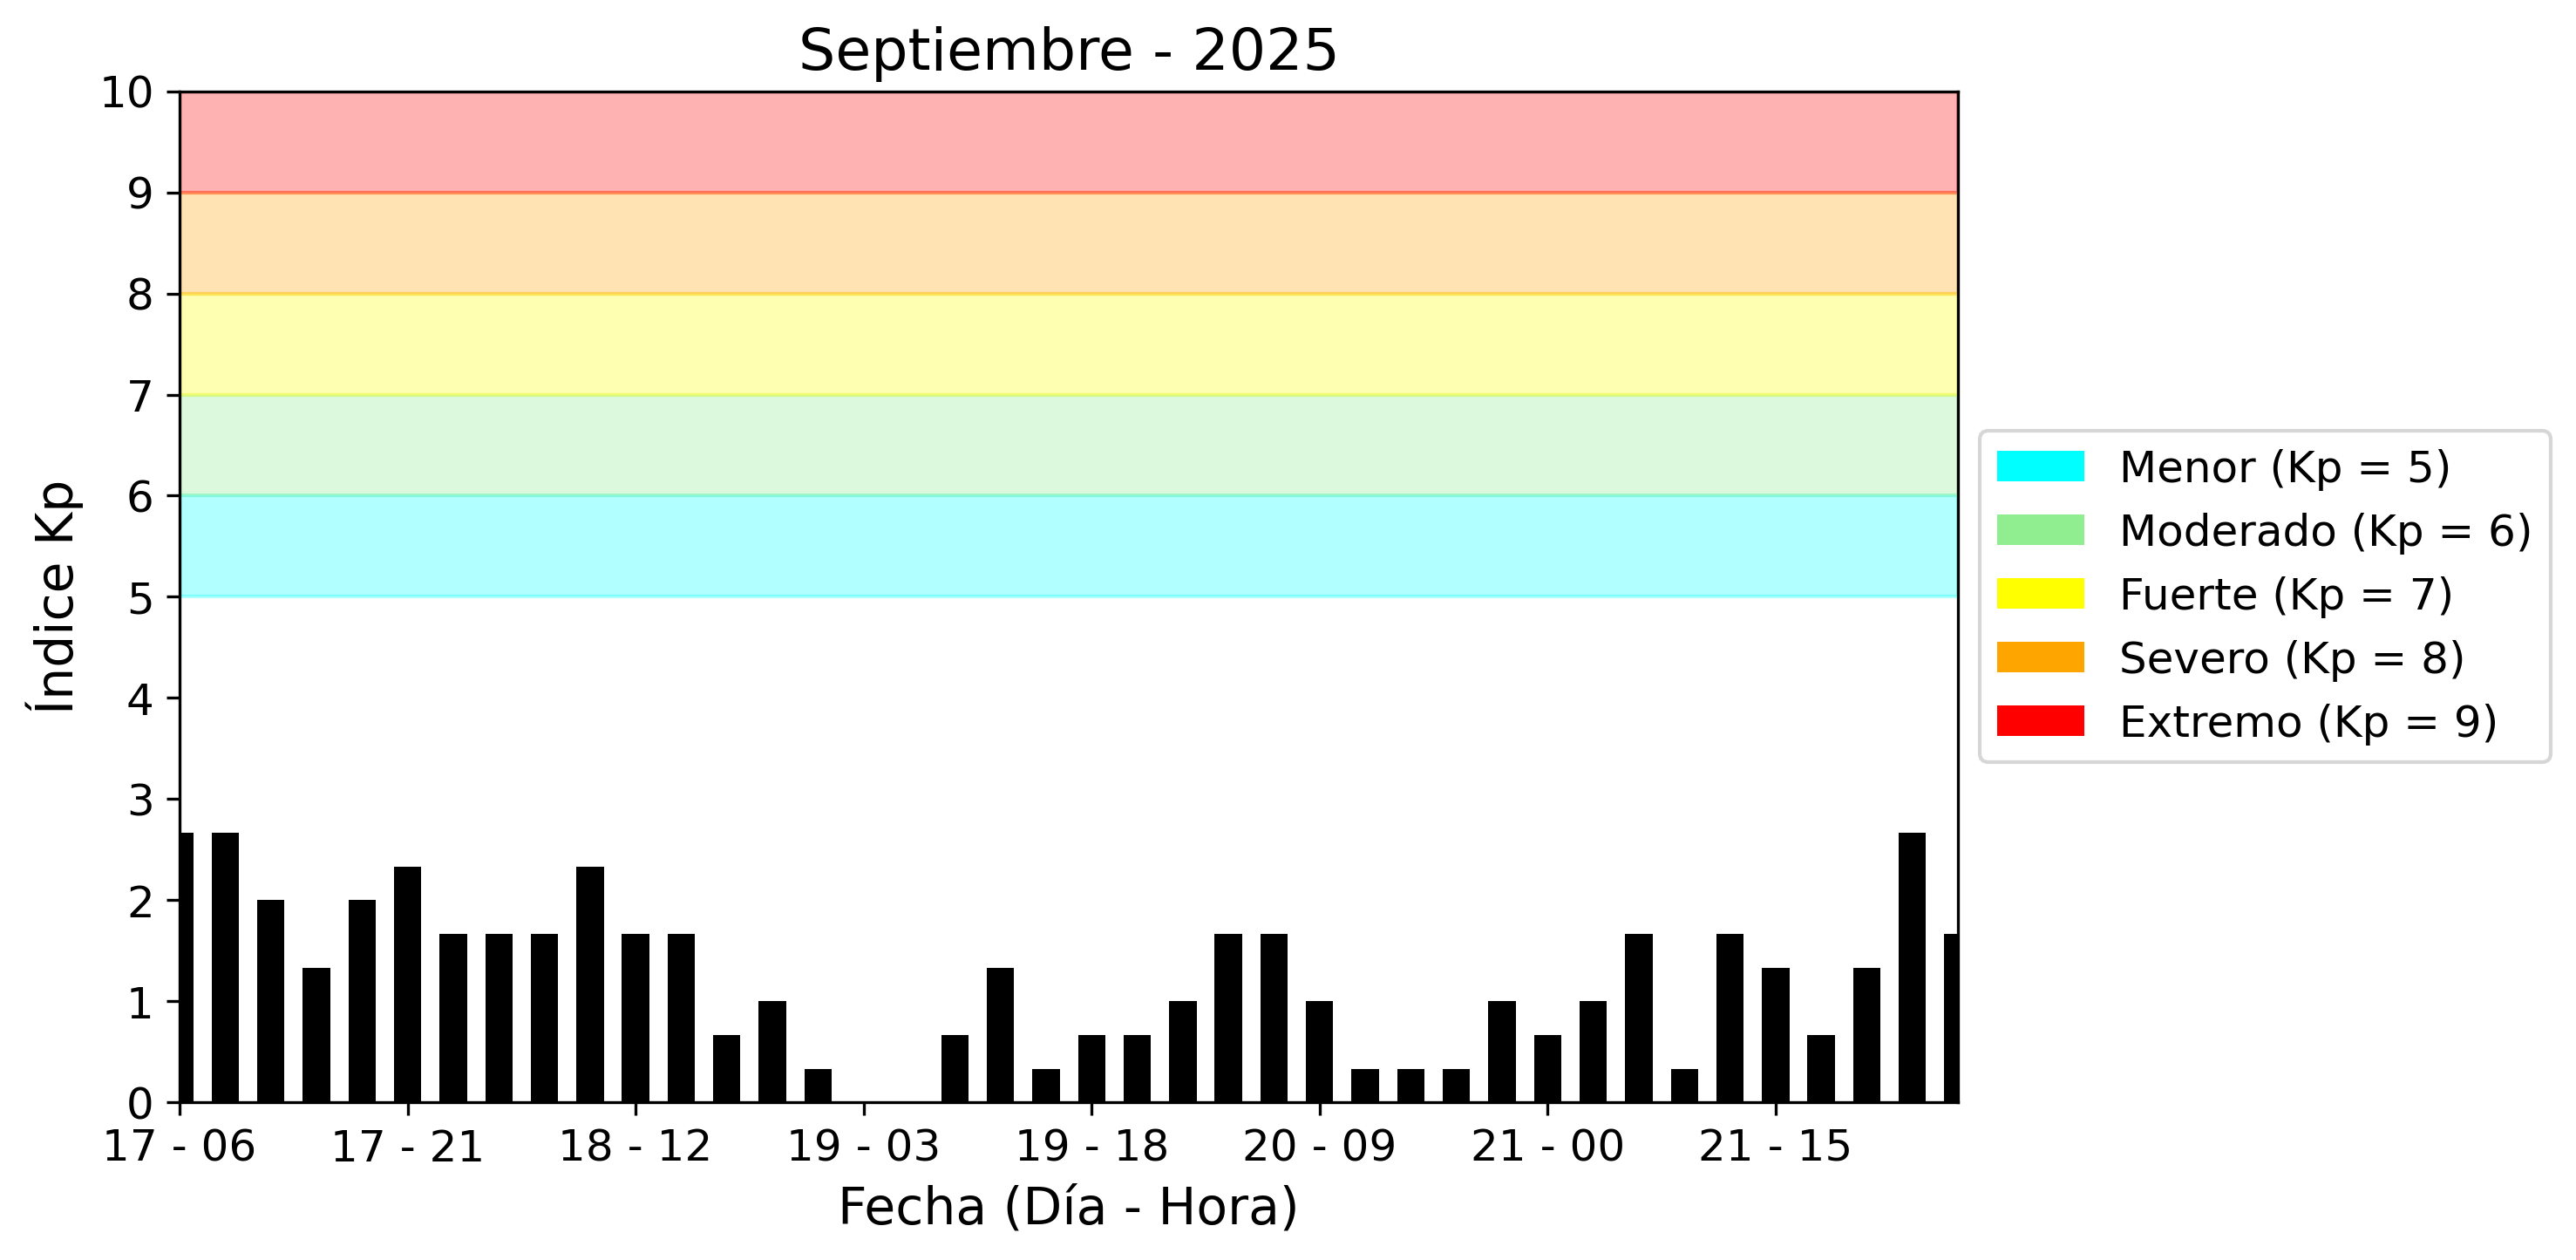 Septiembre - 2025
10
9
8
7
6
5
4
3
2
1
0
Índice Kp
17 - 06
17 - 21
18 - 12
19 - 03
19 - 18
20 - 09
21 - 00
21 - 15
Fecha (Día - Hora)
Menor (Kp = 5)
Moderado (Kp = 6)
Fuerte (Kp = 7)
Severo (Kp = 8)
Extremo (Kp = 9)